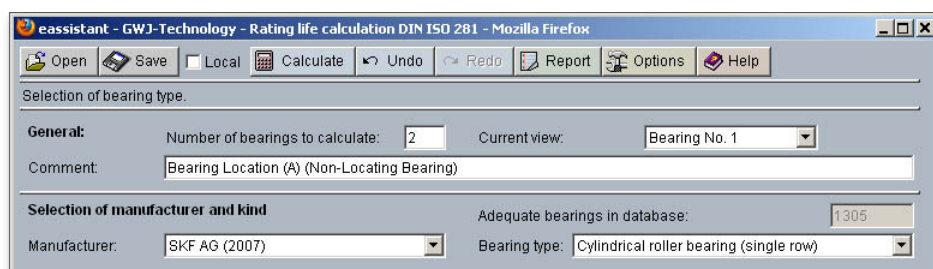 eassistant - GWJ-Technology - Rating life calculation DIN ISO 281 - Mozilla Firefox
Open Save Local Calculate Undo Redo Report Options Help
Selection of bearing type.
General: Number of bearings to calculate: 2 Current view: Bearing No. 1
Comment: Bearing Location (A) (Non-Locating Bearing)
Selection of manufacturer and kind Adequate bearings in database: 1305
Manufacturer: SKF AG (2007) Bearing type: Cylindrical roller bearing (single row)